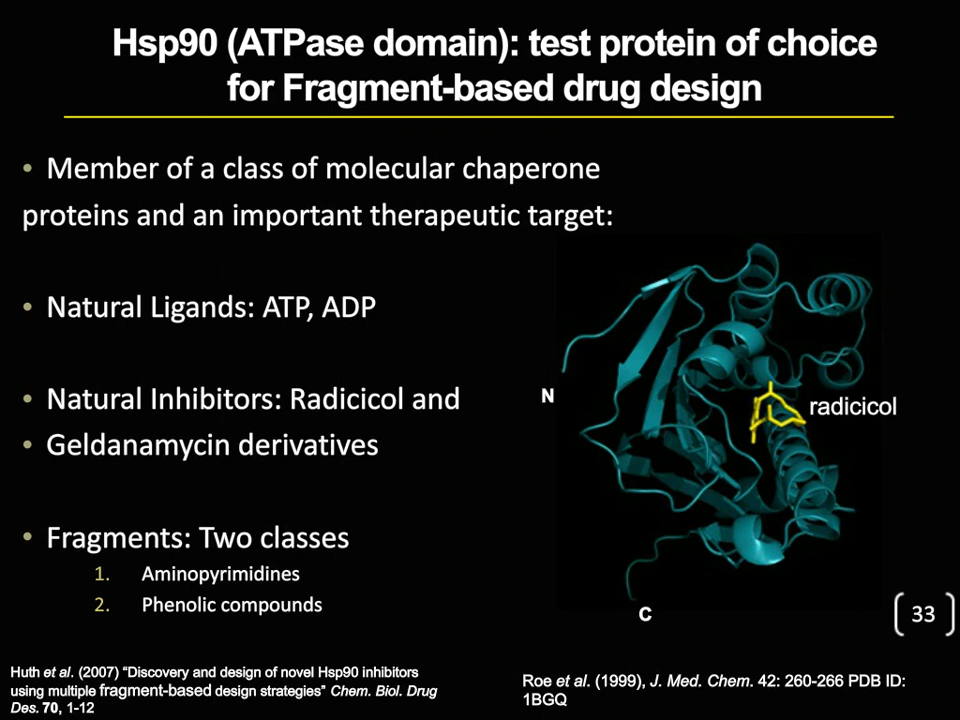 Hsp90 (ATPase domain): test protein of choice
for Fragment-based drug design
• Member of a class of molecular chaperone
proteins and an important therapeutic target:
• Natural Ligands: ATP, ADP
• Natural Inhibitors: Radicicol and
• Geldanamycin derivatives
• Fragments: Two classes
1. Aminopyrimidines
2. Phenolic compounds
N
radicicol
C
33
Huth et al. (2007) “Discovery and design of novel Hsp90 inhibitors
using multiple fragment-based design strategies” Chem. Biol. Drug
Des. 70, 1-12
Roe et al. (1999), J. Med. Chem. 42: 260-266 PDB ID:
1BGQ